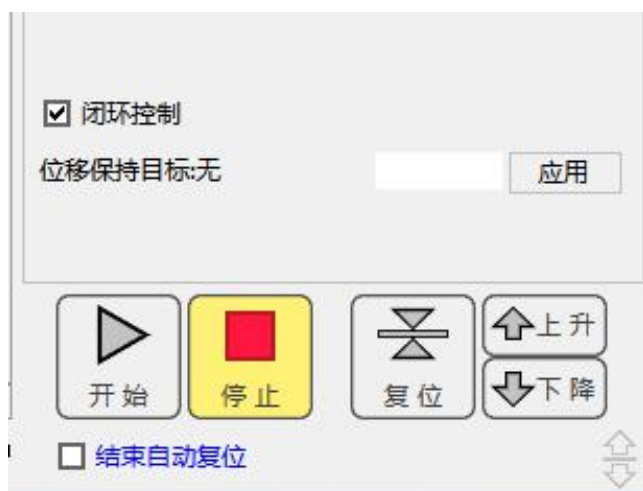 闭环控制
位移保持目标:无 应用
开始 停止 复位 上升
下降
结束自动复位